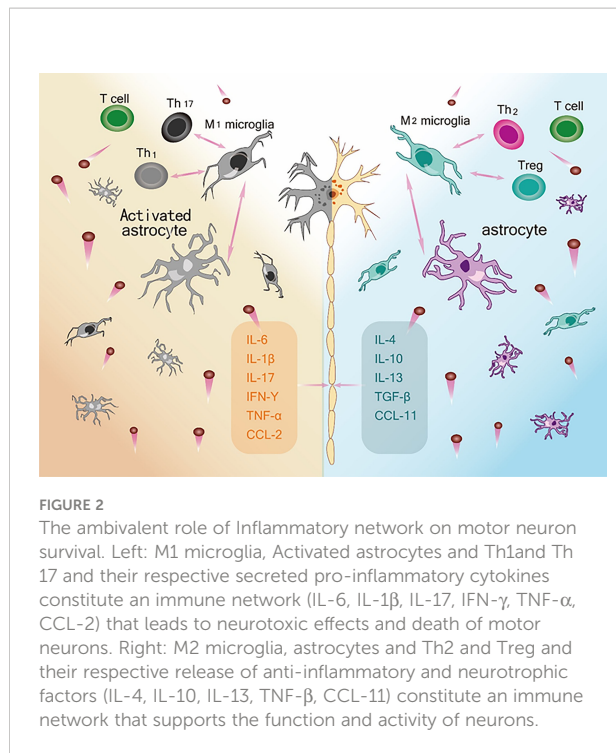 T cell
Th 17
M1 microglia
Th1
Activated
astrocyte
M2 microglia
Th2
T cell
Treg
astrocyte
IL-6
IL-1β
IL-17
IFN-Y
TNF-α
CCL-2
IL-4
IL-10
IL-13
TGF-β
CCL-11
FIGURE 2
The ambivalent role of Inflammatory network on motor neuron
survival. Left: M1 microglia, Activated astrocytes and Th1and Th
17 and their respective secreted pro-inflammatory cytokines
constitute an immune network (IL-6, IL-1β, IL-17, IFN-γ, TNF-α,
CCL-2) that leads to neurotoxic effects and death of motor
neurons. Right: M2 microglia, astrocytes and Th2 and Treg and
their respective release of anti-inflammatory and neurotrophic
factors (IL-4, IL-10, IL-13, TNF-β, CCL-11) constitute an immune
network that supports the function and activity of neurons.